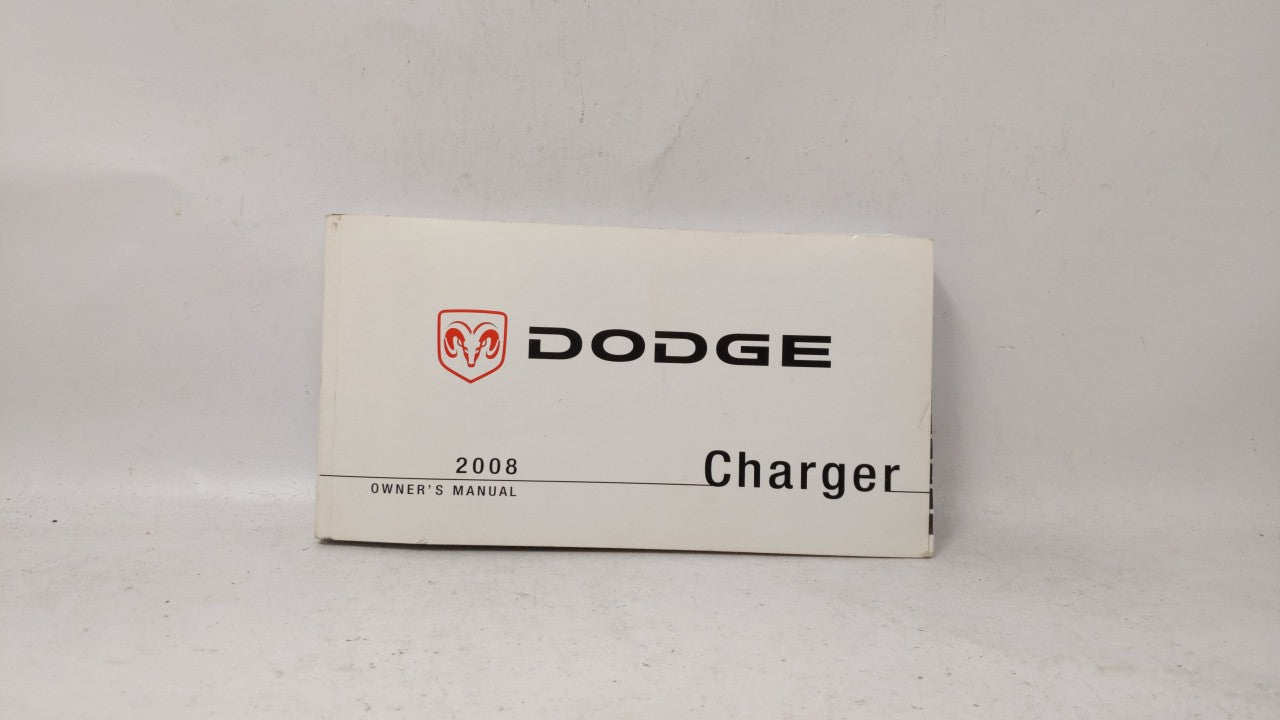 DODGE
2008
Charger
OWNER'S MANUAL